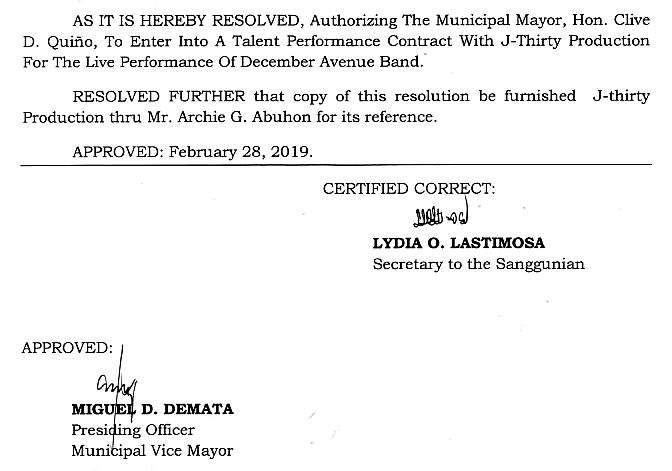 AS IT IS HEREBY RESOLVED, Authorizing The Municipal Mayor, Hon. Clive
D. Quiño, To Enter Into A Talent Performance Contract With J-Thirty Production
For The Live Performance Of December Avenue Band.
RESOLVED FURTHER that copy of this resolution be furnished J-thirty
Production thru Mr. Archie G. Abuhon for its reference.
APPROVED: February 28, 2019.
CERTIFIED CORRECT:
LYDIA O. LASTIMOSA
Secretary to the Sanggunian
APPROVED:
MIGUEL D. DEMATA
Presiding Officer
Municipal Vice Mayor